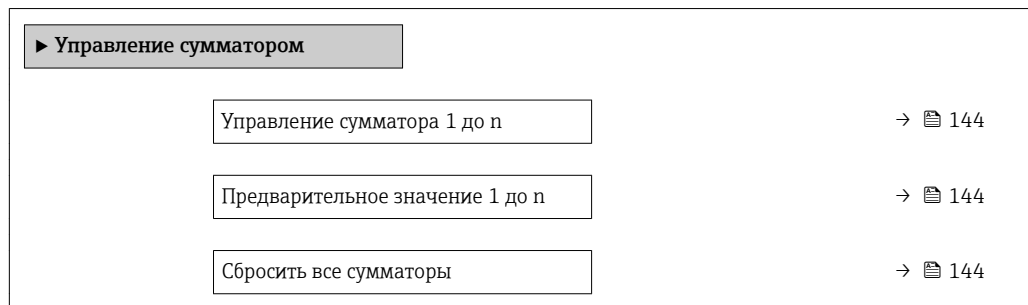 ► Управление сумматором
Управление сумматора 1 до n → 144
Предварительное значение 1 до n → 144
Сбросить все сумматоры → 144